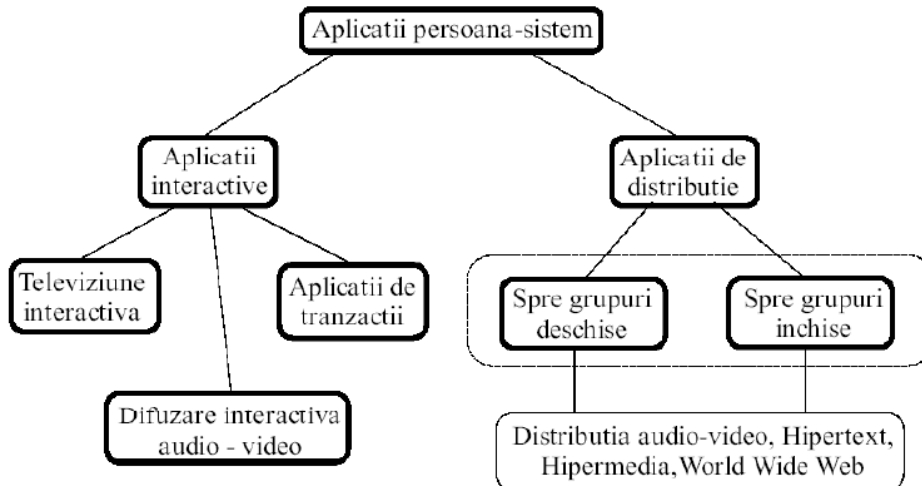 Aplicatii persoana-sistem
Aplicatii
interactive
Aplicatii de
distributie
Televiziune
interactiva
Aplicatii de
tranzactii
Spre grupuri
deschise
Spre grupuri
inchise
Difuzare interactiva
audio - video
Distributia audio-video, Hipertext,
Hipermedia,World Wide Web